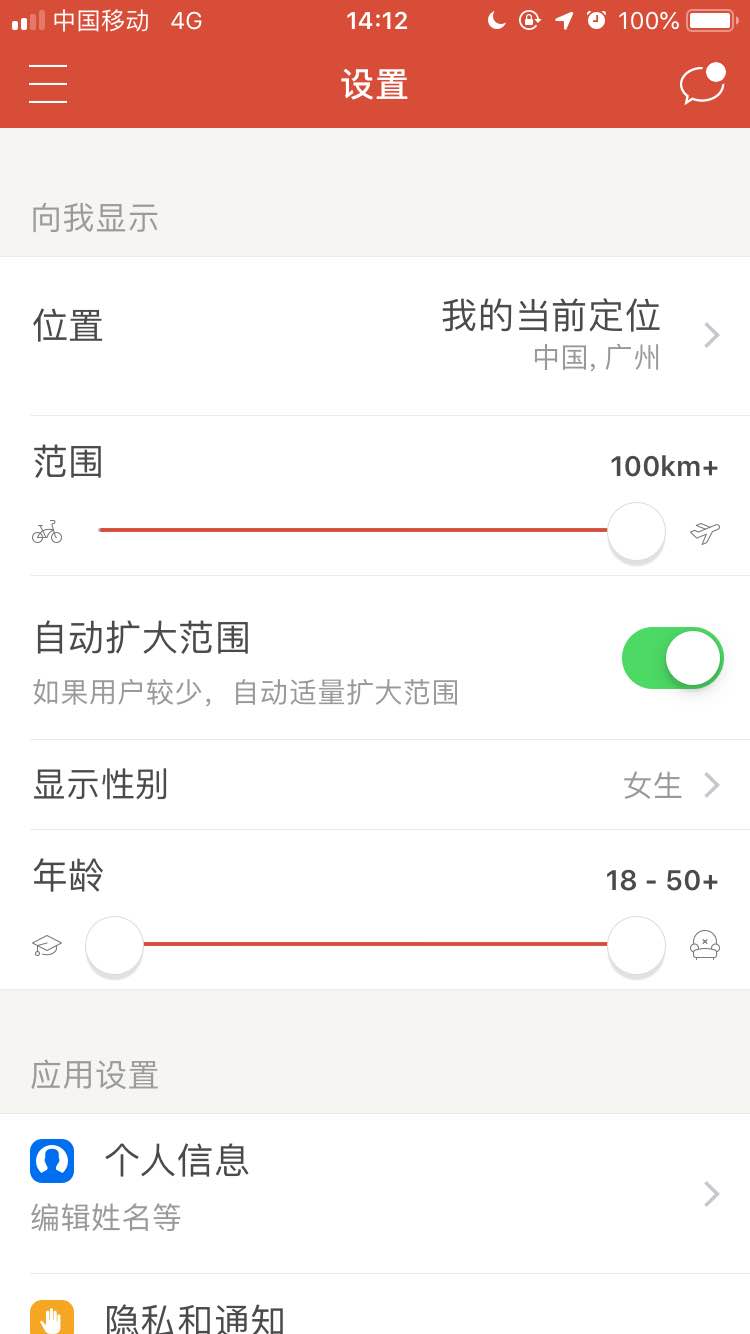 中国移动 4G 14:12 100%
设置
向我显示
位置
我的当前定位
中国, 广州
范围 100km+
自动扩大范围
如果用户较少，自动适量扩大范围
显示性别 女生
年龄 18 - 50+
应用设置
个人信息
编辑姓名等
隐私和通知